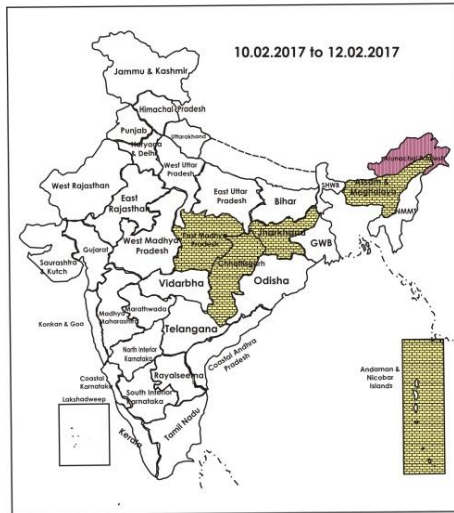 10.02.2017 to 12.02.2017
Jammu & Kashmir
Himachal Pradesh
Punjab
Uttarakhand
Haryana
& Delhi
West Uttar
Pradesh
West Rajasthan
East
Rajasthan
East Uttar
Pradesh
Bihar
SHWB
Arunachal Pradesh
Assam &
Meghalaya
NMMT
Gujarat
Saurashtra
& Kutch
West Madhya
Pradesh
East Madhya
Pradesh
Jharkhand
GWB
Chhattisgarh
Vidarbha
Odisha
Konkan & Goa
Madhya
Maharashtra
Marathwada
Telangana
North Interior
Karnataka
Coastal Andhra
Pradesh
Rayalseema
Coastal
Karnataka
South Interior
Karnataka
Lakshadweep
Kerala
Tamil Nadu
Andaman &
Nicobar
Islands